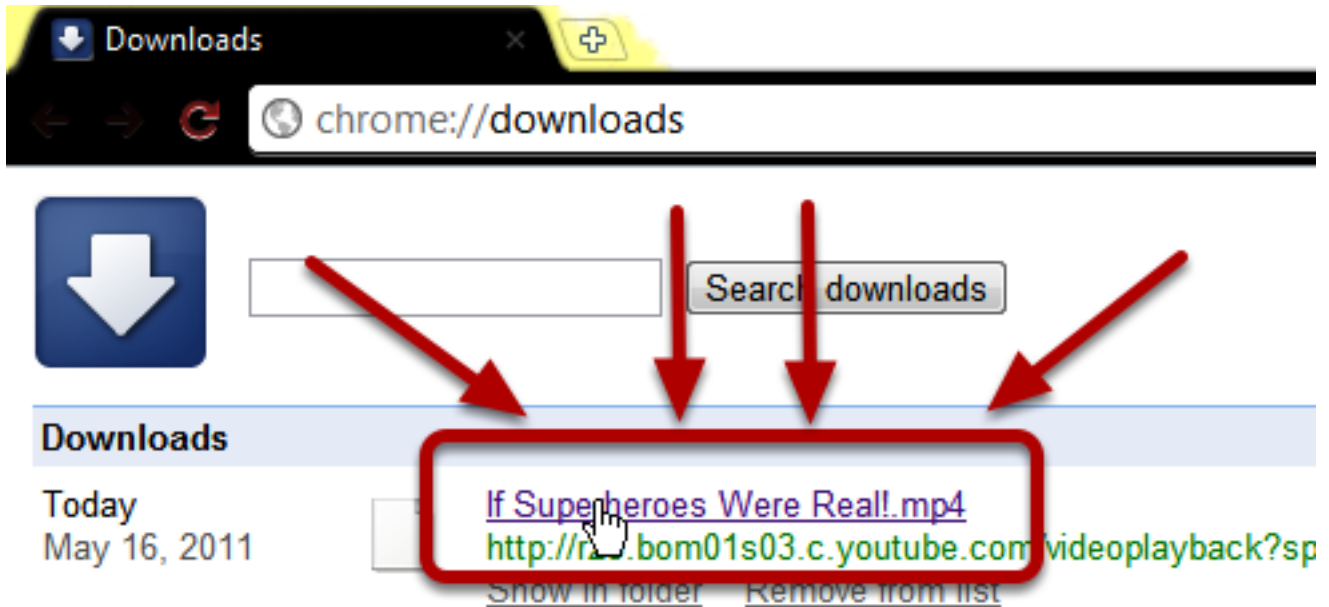 Downloads
chrome://downloads
Search downloads
Downloads
Today
If Superheroes Were Real!.mp4
May 16, 2011
.bom01s03.c.youtube.com/videoplayback?sp
Show in folder Remove from list